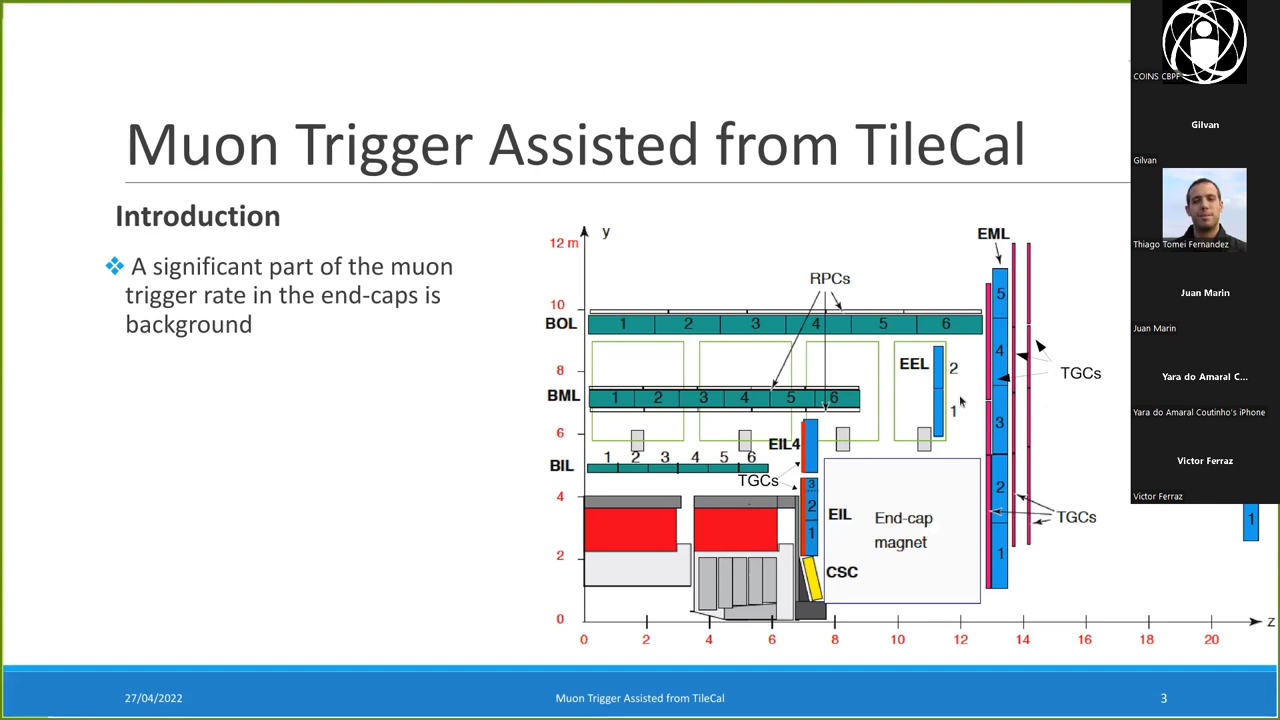 Muon Trigger Assisted from TileCal
Introduction
❖ A significant part of the muon
trigger rate in the end-caps is
background
y
12 m
10
8
6
4
2
0
0 2 4 6 8 10 12 14 16 18 20
z
BOL
1 2 3 4 5 6
BML
1 2 3 4 5 6
BIL
1 2 3 4 5 6
RPCs
EEL
2
1
EML
5
4
3
2
1
TGCs
TGCs
EIL4
TGCs
3
2
1
EIL
CSC
End-cap
magnet
1
COINS CBPF
Gilvan
Gilvan
Thiago Tomei Fernandez
Juan Marin
Juan Marin
Yara do Amaral C...
Yara do Amaral Coutinho's iPhone
Victor Ferraz
Victor Ferraz
27/04/2022
Muon Trigger Assisted from TileCal
3